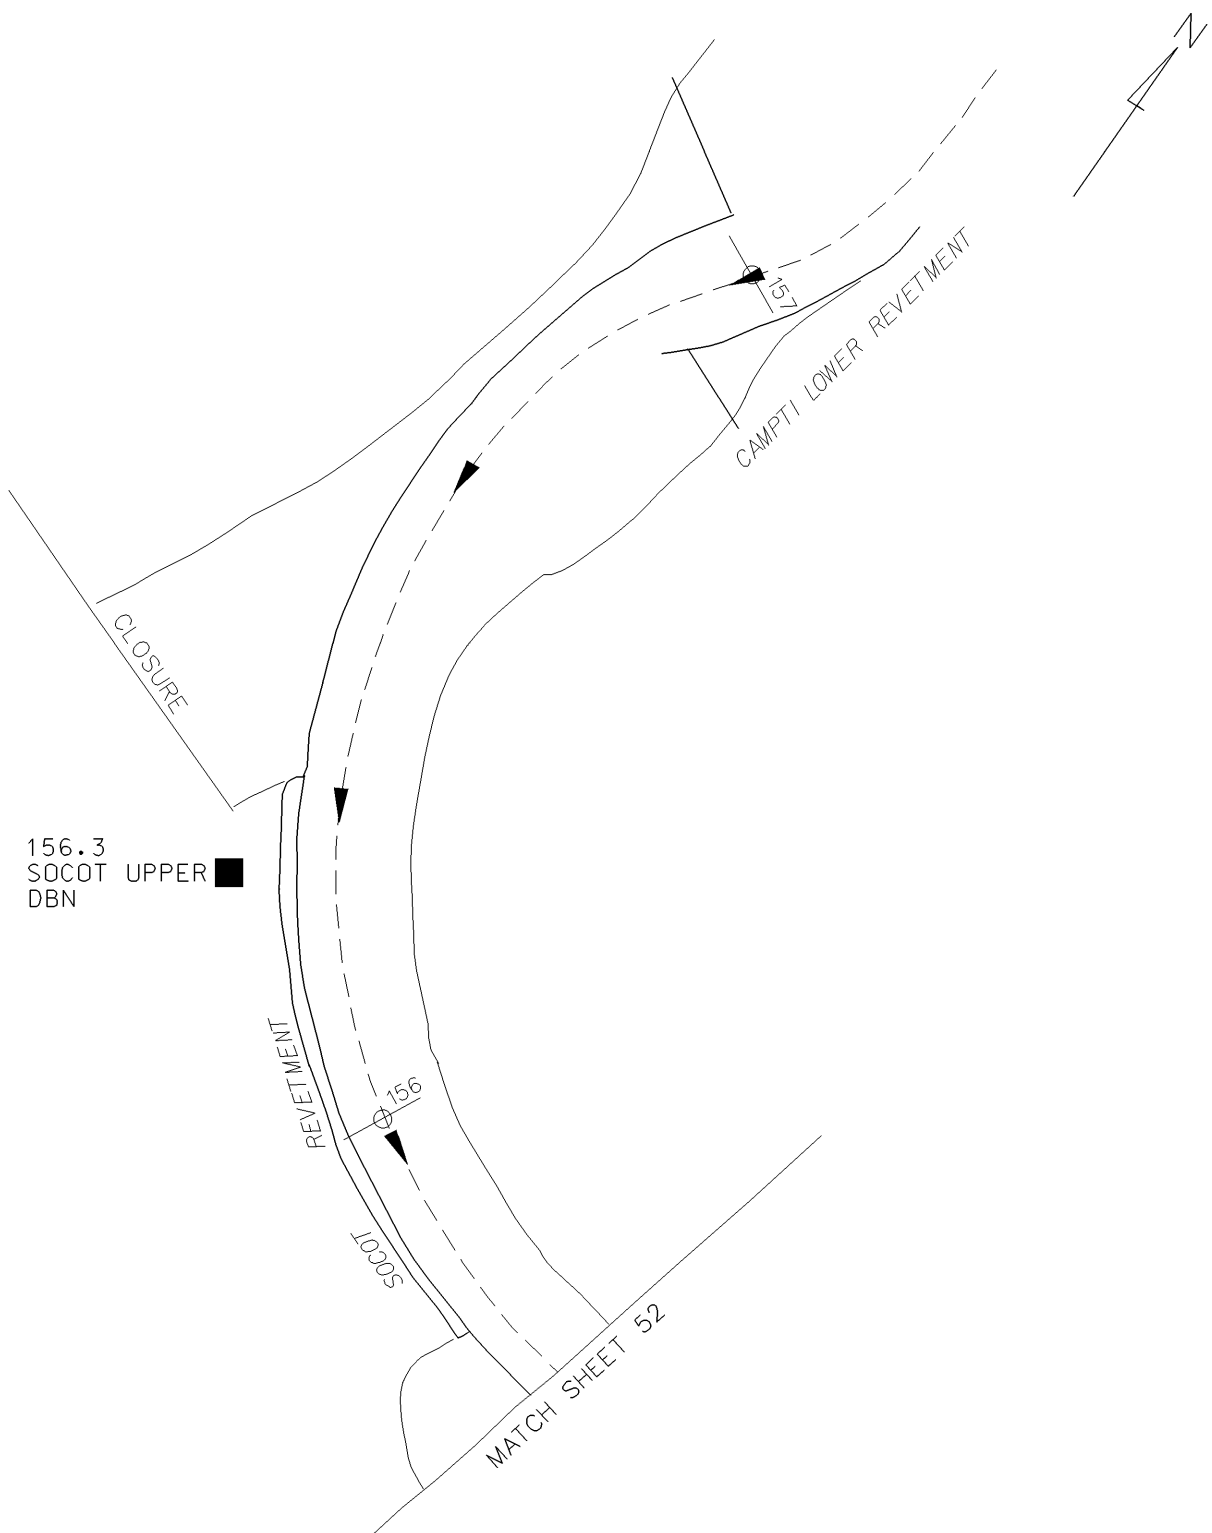 N
157
CAMPTI LOWER REVETMENT
CLOSURE
156.3
SOCOT UPPER
DBN
REVETMENT
156
SOCOT
MATCH SHEET 52